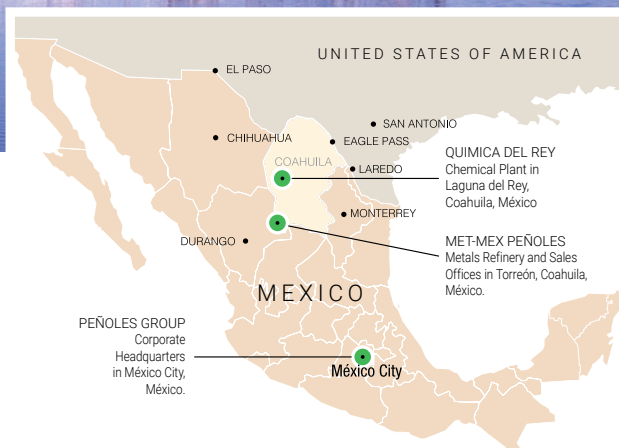 UNITED STATES OF AMERICA
EL PASO
SAN ANTONIO
CHIHUAHUA
EAGLE PASS
COAHUILA
LAREDO
QUIMICA DEL REY
Chemical Plant in
Laguna del Rey,
Coahuila, México
MONTERREY
DURANGO
MET-MEX PEÑOLES
Metals Refinery and Sales
Offices in Torreón, Coahuila,
México.
MEXICO
PEÑOLES GROUP
Corporate
Headquarters
in México City,
México.
México City